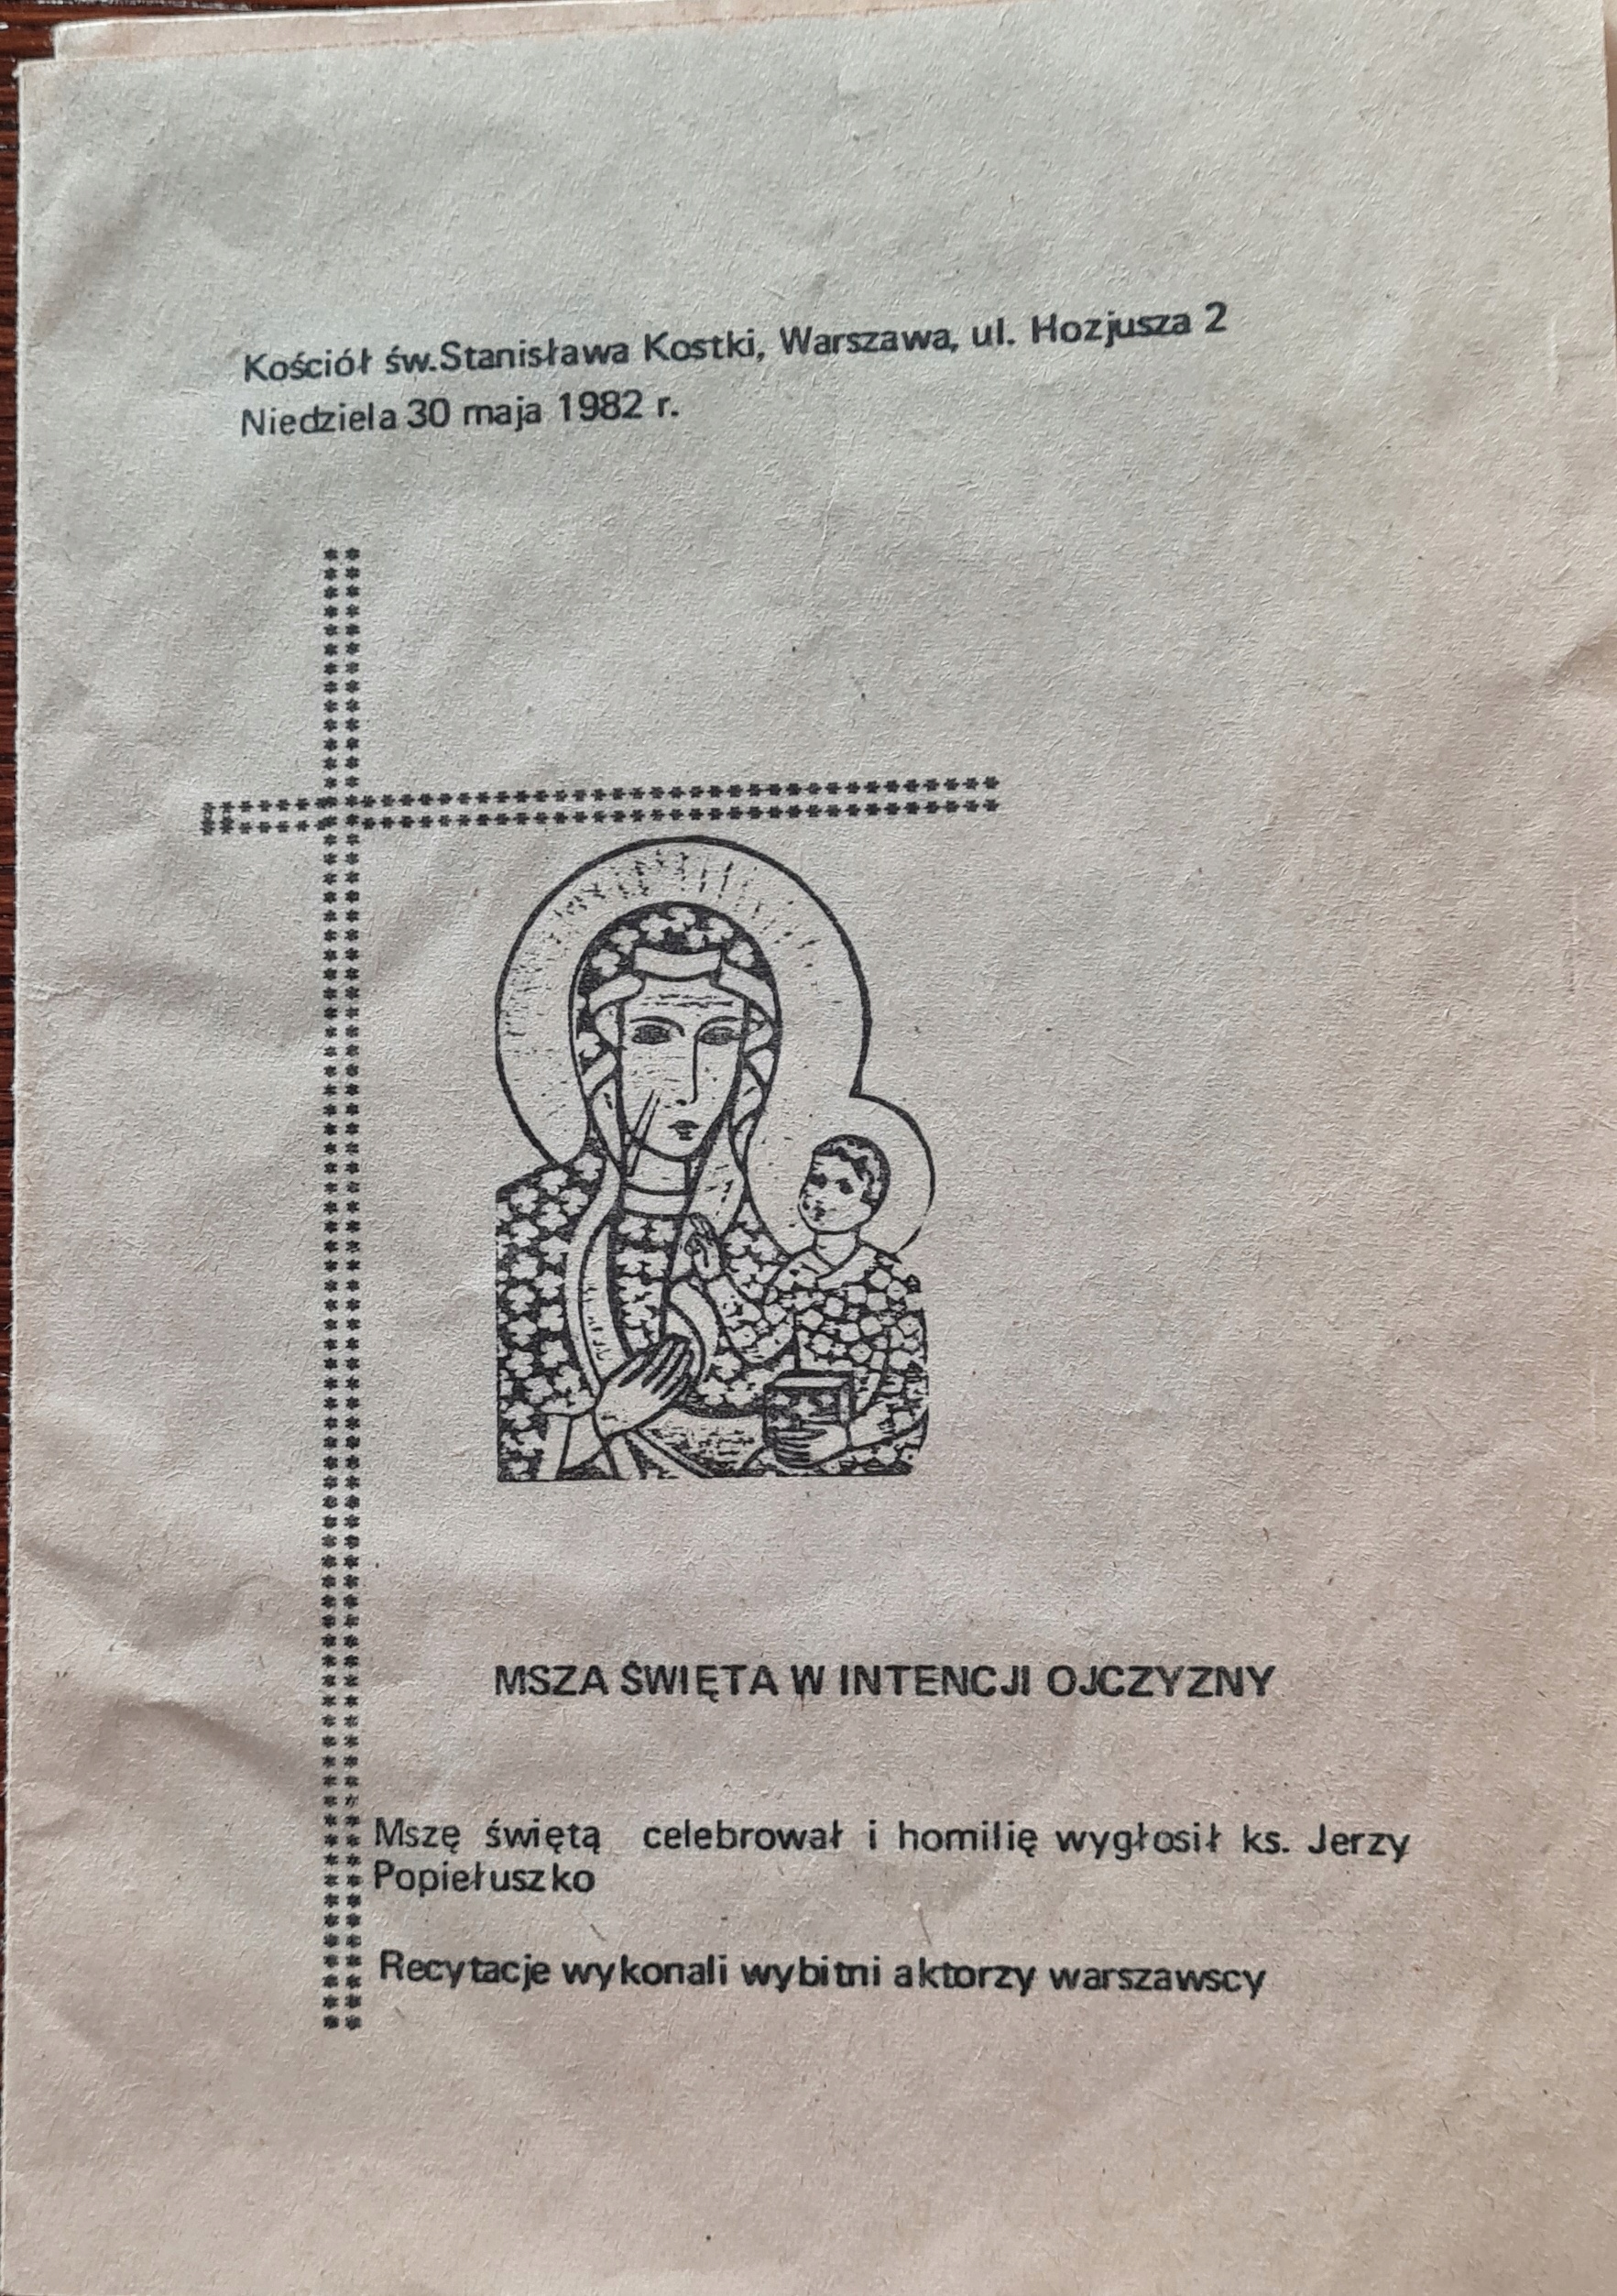 Kościół św.Stanisława Kostki, Warszawa, ul. Hozjusza 2
Niedziela 30 maja 1982 r.
MSZA ŚWIĘTA W INTENCJI OJCZYZNY
Mszę świętą celebrował i homilię wygłosił ks. Jerzy
Popiełuszko
Recytacje wykonali wybitni aktorzy warszawscy